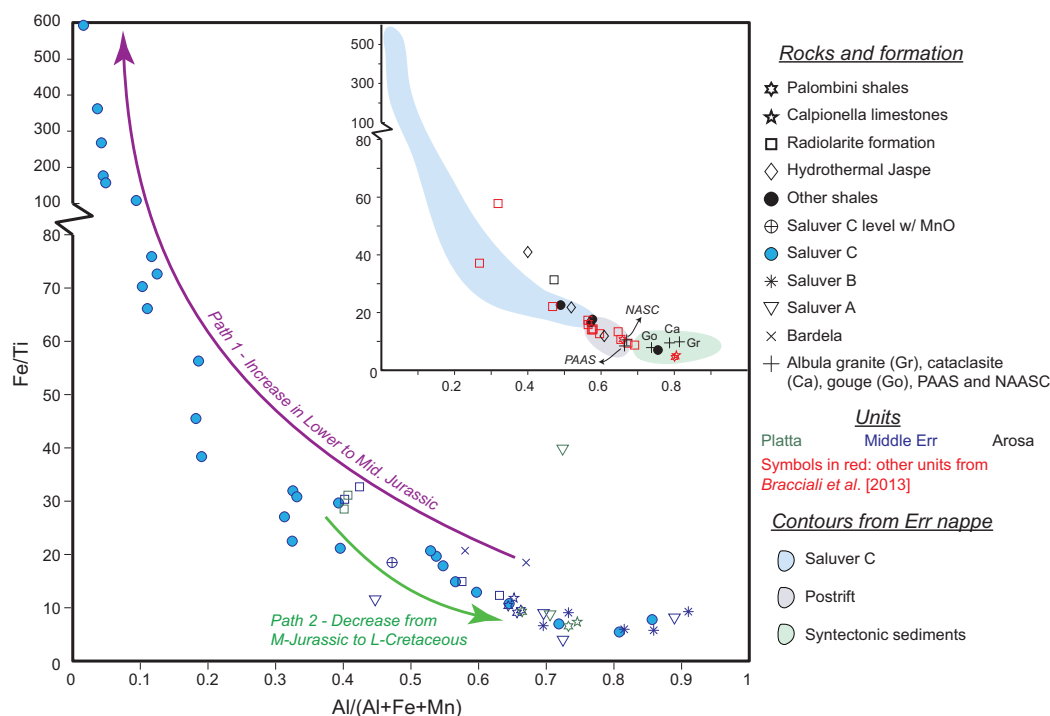 600
500
400
300
200
100
80
70
60
50
40
30
20
10
0
Fe/Ti
0
0.1
0.2
0.3
0.4
0.5
0.6
0.7
0.8
0.9
1
Al/(Al+Fe+Mn)
Path 1 - Increase in Lower to Mid. Jurassic
Path 2 - Decrease from
M-Jurassic to L-Cretaceous
500
300
100
80
60
40
20
0
0.2
0.4
0.6
0.8
NASC
PAAS
Go
Ca
Gr
Rocks and formation
Palombini shales
Calpionella limestones
Radiolarite formation
Hydrothermal Jaspe
Other shales
Saluver C level w/ MnO
Saluver C
Saluver B
Saluver A
Bardela
Albula granite (Gr), cataclasite
(Ca), gouge (Go), PAAS and NAASC
Units
Platta Middle Err Arosa
Symbols in red: other units from
Bracciali et al. [2013]
Contours from Err nappe
Saluver C
Postrift
Syntectonic sediments